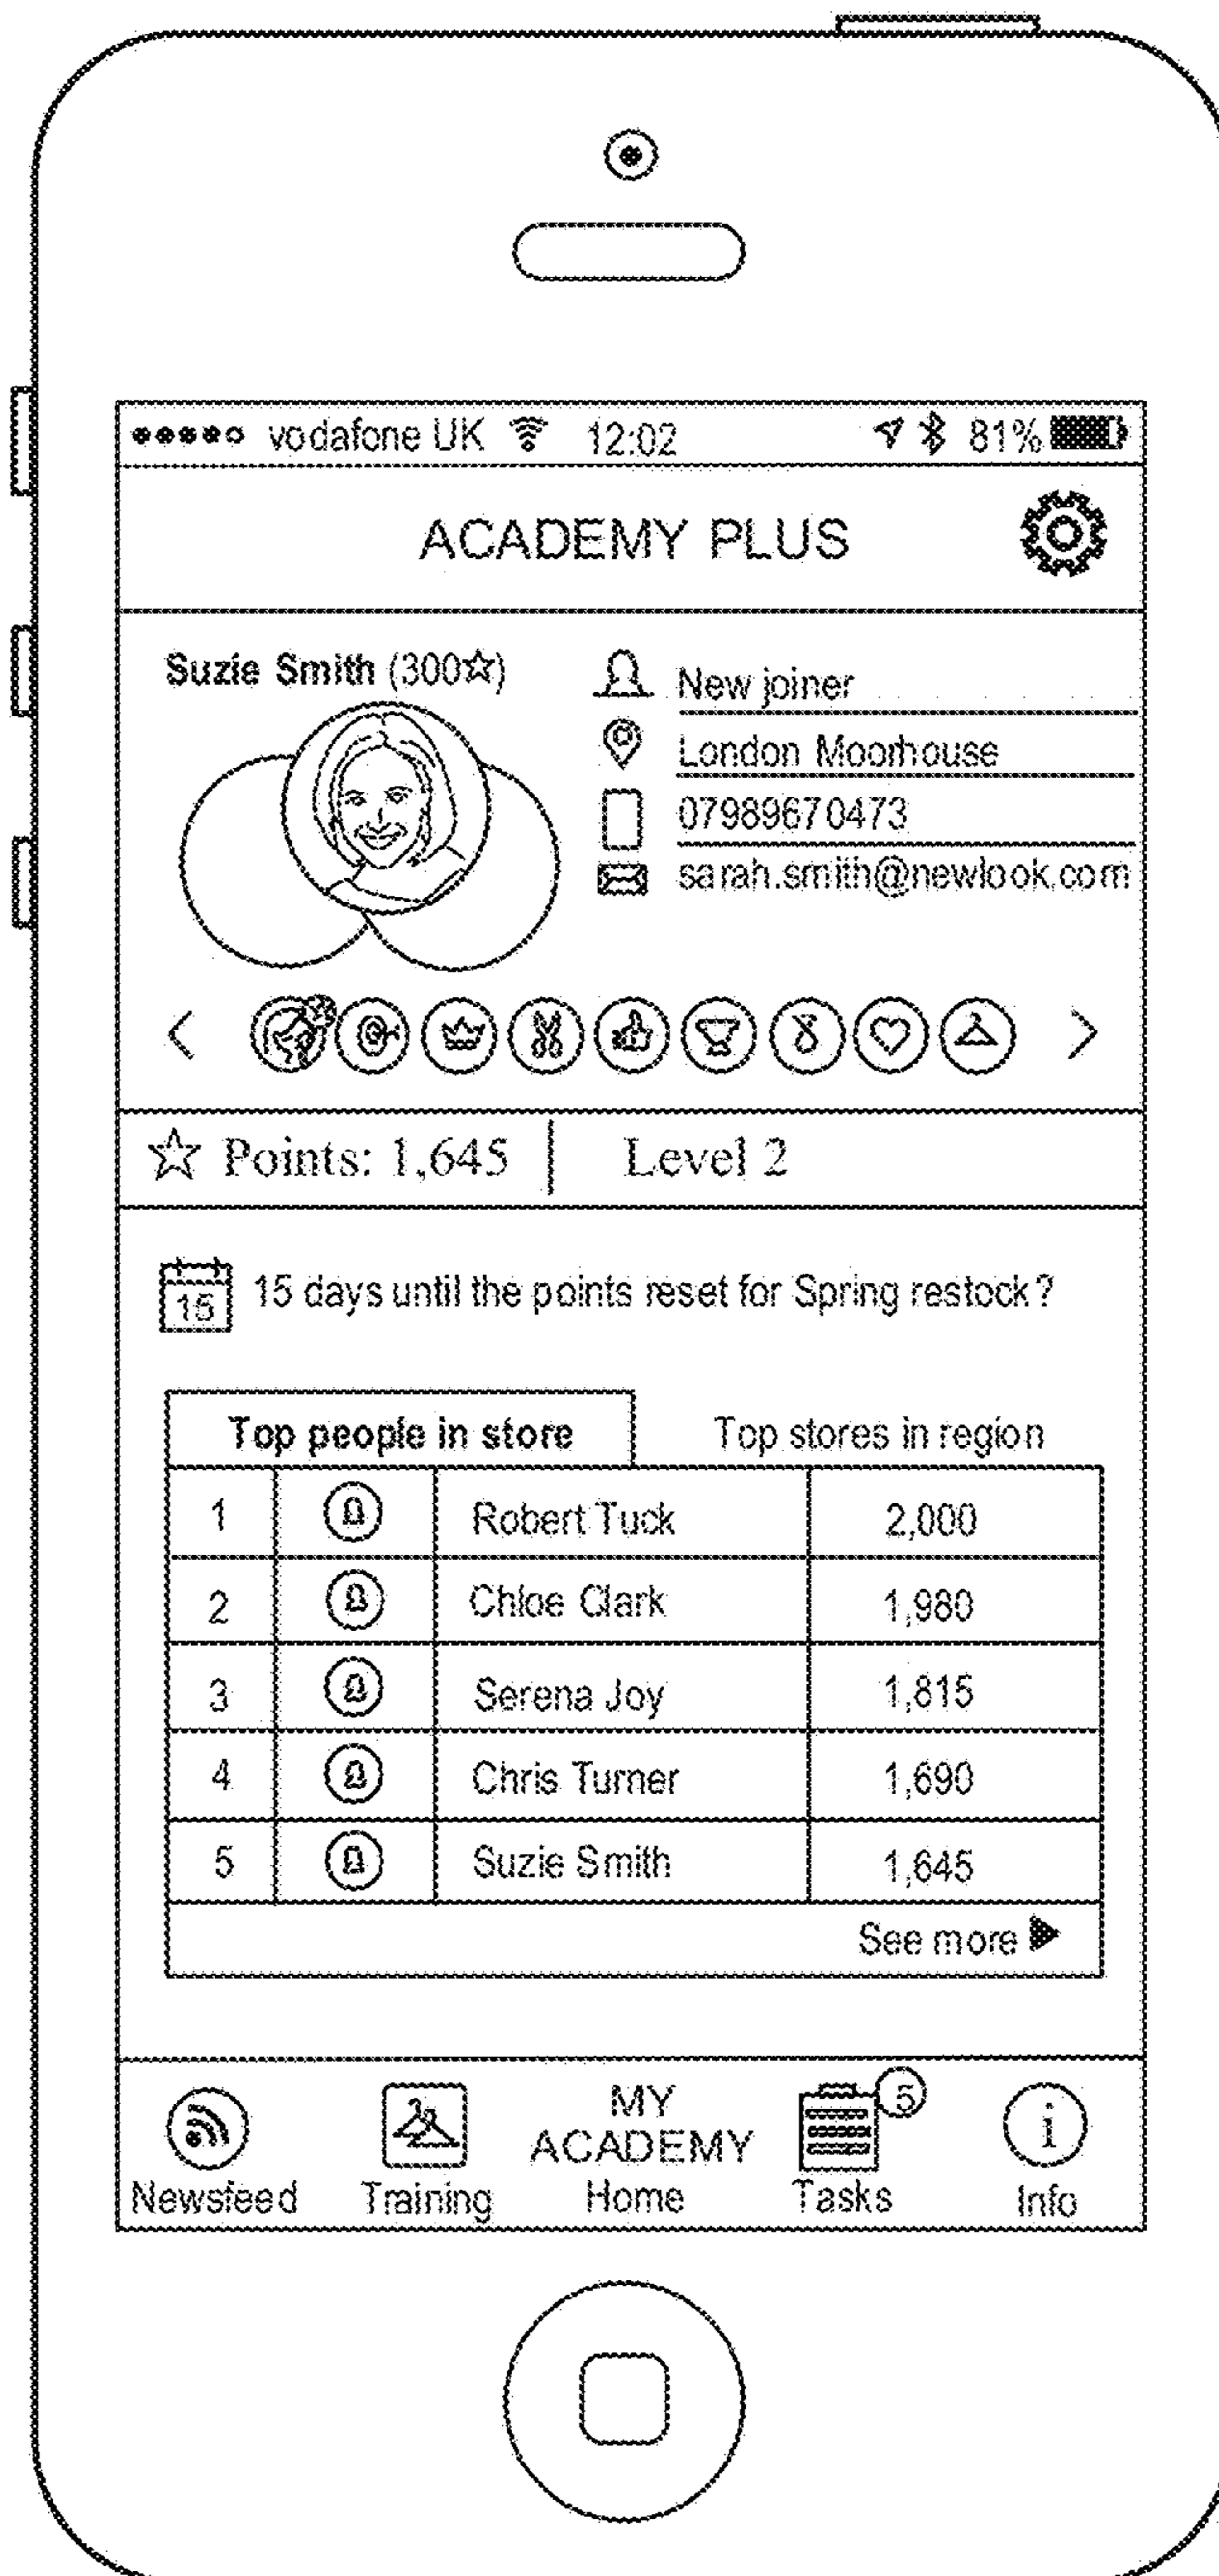 vodafone UK 12:02 81%
ACADEMY PLUS
Suzie Smith (300☆)
New joiner
London Moorhouse
07989670473
sarah.smith@newlook.com
☆ Points: 1,645 | Level 2
15 15 days until the points reset for Spring restock?
Top people in store Top stores in region
1 Robert Tuck 2,000
2 Chloe Clark 1,980
3 Serena Joy 1,815
4 Chris Turner 1,690
5 Suzie Smith 1,645
See more ▶
MY
ACADEMY
5
i
Newsfeed Training Home Tasks Info